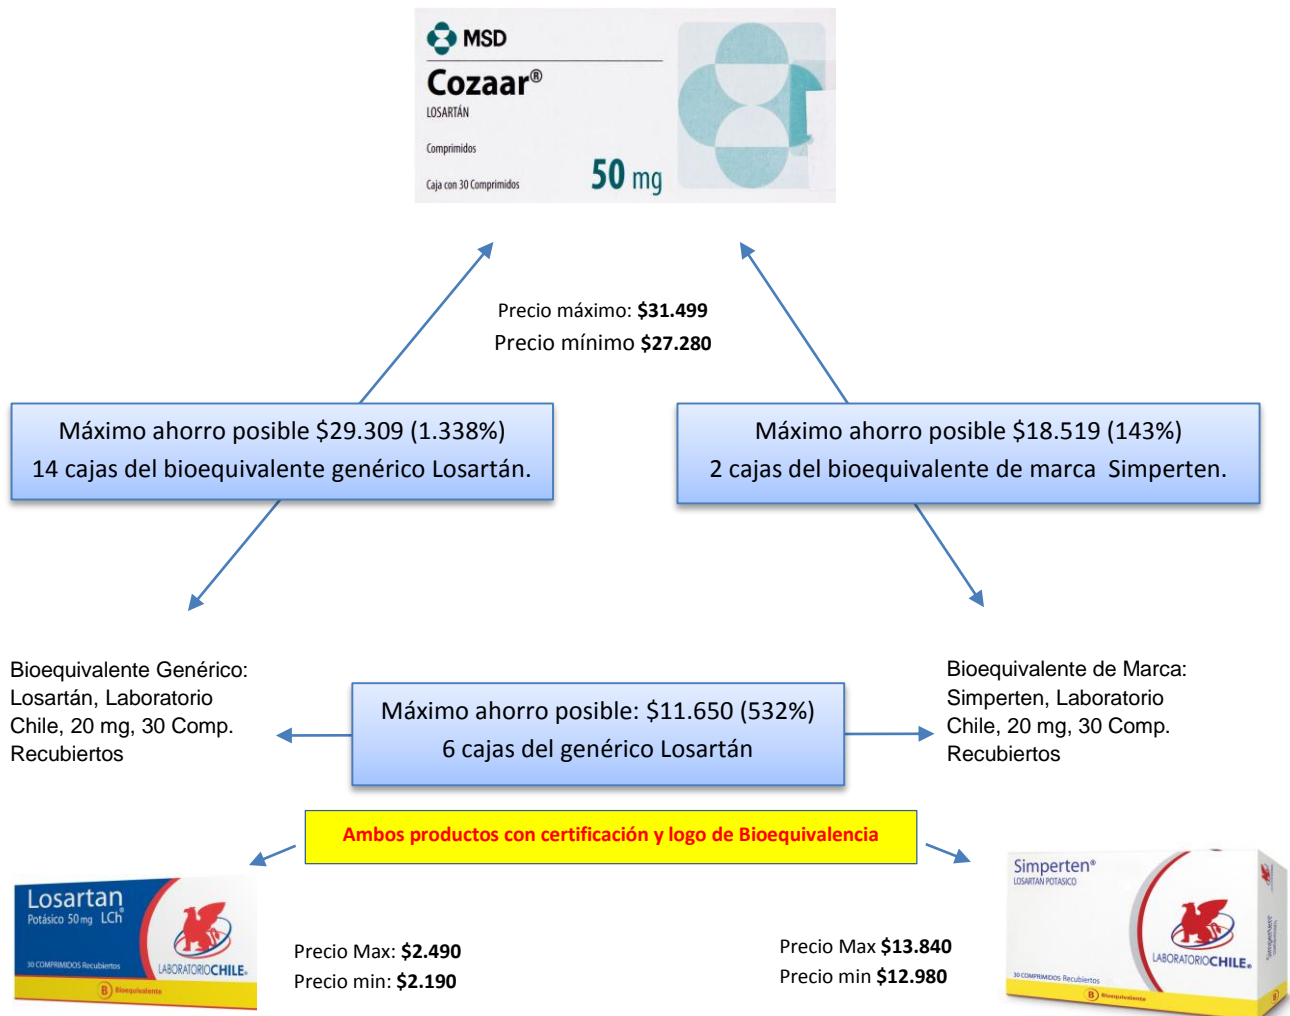 MSD
Cozaar®
LOSARTÁN
Comprimidos
Caja con 30 Comprimidos
50 mg
Precio máximo: $31.499
Precio mínimo $27.280
Máximo ahorro posible $29.309 (1.338%)
14 cajas del bioequivalente genérico Losartán.
Máximo ahorro posible $18.519 (143%)
2 cajas del bioequivalente de marca Simperten.
Bioequivalente Genérico:
Losartán, Laboratorio
Chile, 20 mg, 30 Comp.
Recubiertos
Máximo ahorro posible: $11.650 (532%)
6 cajas del genérico Losartán
Bioequivalente de Marca:
Simperten, Laboratorio
Chile, 20 mg, 30 Comp.
Recubiertos
Ambos productos con certificación y logo de Bioequivalencia
Losartan
Potásico 50 mg LCh®
30 COMPRIMIDOS Recubiertos
LABORATORIOCHILE®
B Bioequivalente
Precio Max: $2.490
Precio min: $2.190
Precio Max $13.840
Precio min $12.980
Simperten®
LOSARTAN POTASICO
30 COMPRIMIDOS Recubiertos
LABORATORIOCHILE®
B Bioequivalente
Simperten
B